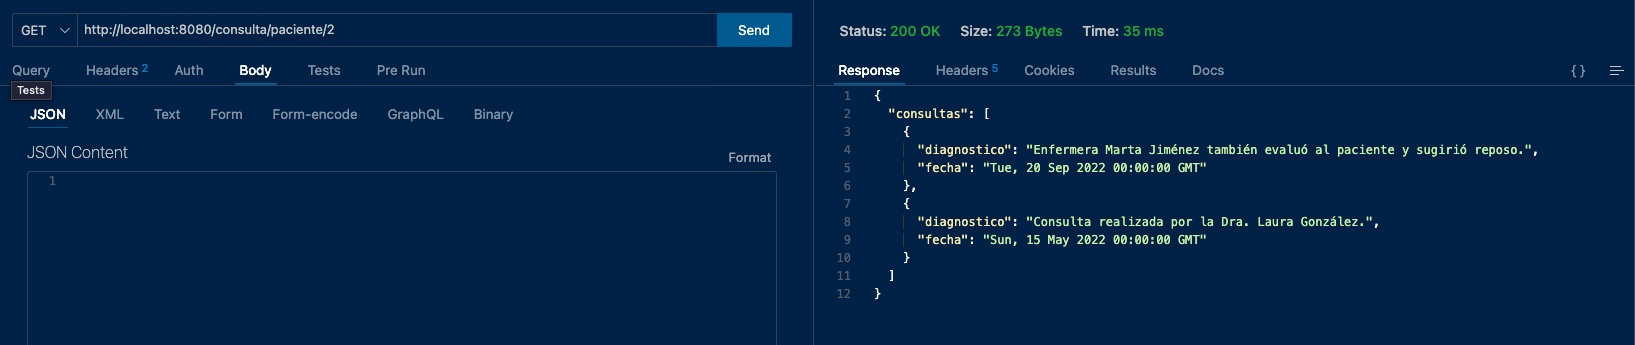 GET http://localhost:8080/consulta/paciente/2 Send
Query Headers 2 Auth Body Tests Pre Run
Tests
JSON XML Text Form Form-encode GraphQL Binary
JSON Content Format
1
Status: 200 OK Size: 273 Bytes Time: 35 ms
Response Headers 5 Cookies Results Docs { }
1 {
2 "consultas": [
3 {
4 "diagnostico": "Enfermera Marta Jiménez también evaluó al paciente y sugirió reposo.",
5 "fecha": "Tue, 20 Sep 2022 00:00:00 GMT"
6 },
7 {
8 "diagnostico": "Consulta realizada por la Dra. Laura González.",
9 "fecha": "Sun, 15 May 2022 00:00:00 GMT"
10 }
11 ]
12 }